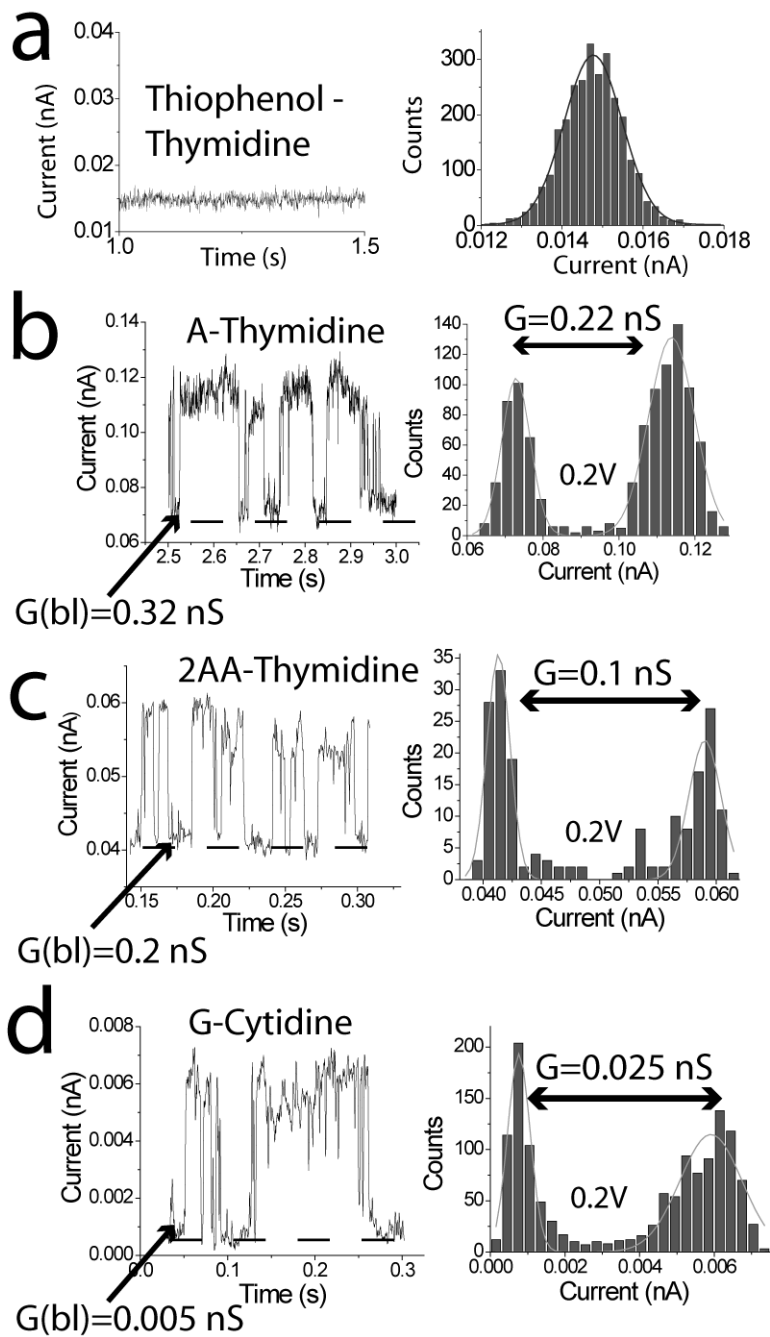 a
0.04
0.03
0.02
0.01
Current (nA)
Thiophenol -
Thymidine
1.0
1.5
Time (s)
300
200
100
0
Counts
0.012
0.014
0.016
0.018
Current (nA)
b
0.14
0.12
0.10
0.08
0.06
Current (nA)
A-Thymidine
2.5
2.6
2.7
2.8
2.9
3.0
Time (s)
G(bl)=0.32 nS
140
120
100
80
60
40
20
0
Counts
G=0.22 nS
0.2V
0.06
0.08
0.10
0.12
Current (nA)
c
0.06
0.05
0.04
Current (nA)
2AA-Thymidine
0.15
0.20
0.25
0.30
Time (s)
G(bl)=0.2 nS
35
30
25
20
15
10
5
0
Counts
G=0.1 nS
0.2V
0.040
0.045
0.050
0.055
0.060
Current (nA)
d
0.008
0.006
0.004
0.002
0.000
Current (nA)
G-Cytidine
0.0
0.1
0.2
0.3
Time (s)
G(bl)=0.005 nS
200
150
100
50
0
Counts
G=0.025 nS
0.2V
0.000
0.002
0.004
0.006
Current (nA)